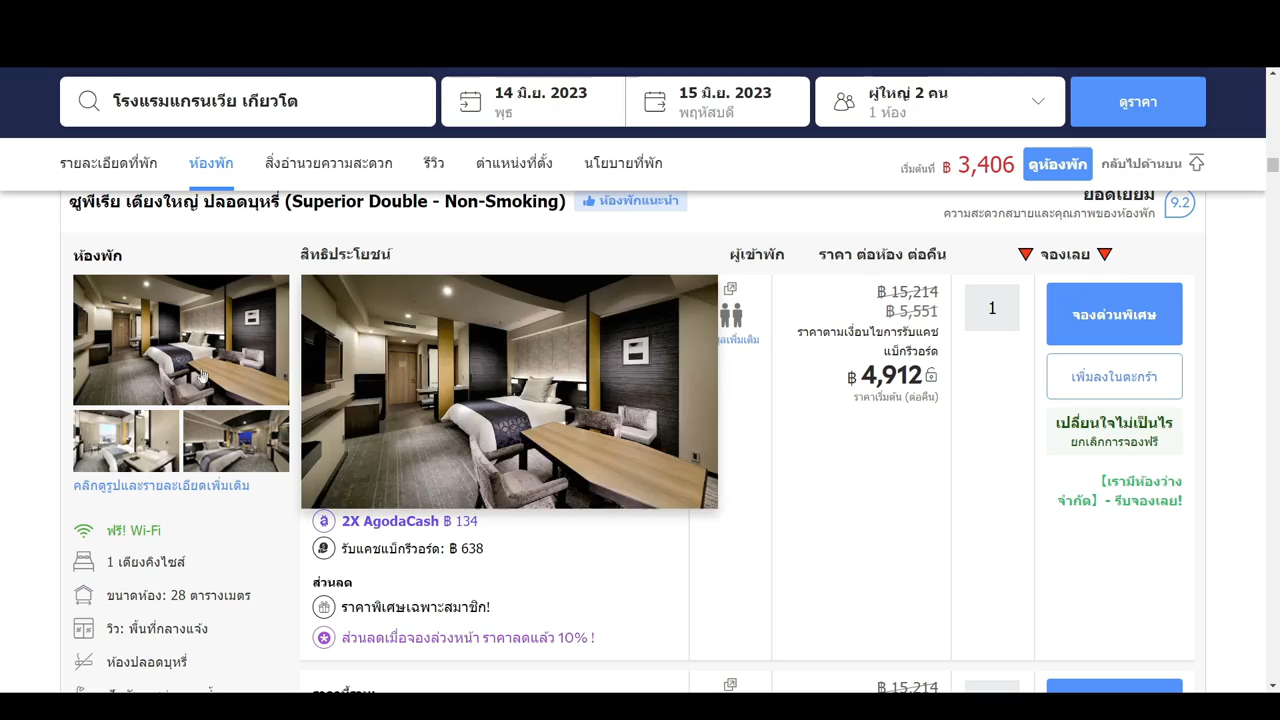 โรงแรมแกรนเวีย เกียวโต
14 มิ.ย. 2023
พุธ
15 มิ.ย. 2023
พฤหัสบดี
ผู้ใหญ่ 2 คน
1 ห้อง
ดูราคา
รายละเอียดที่พัก
ห้องพัก
สิ่งอำนวยความสะดวก
รีวิว
ตำแหน่งที่ตั้ง
นโยบายที่พัก
เริ่มต้นที่ ฿ 3,406
ดูห้องพัก
กลับไปด้านบน
ซูพีเรีย เตียงใหญ่ ปลอดบุหรี่ (Superior Double - Non-Smoking)
ห้องพักแนะนำ
ยอดเยี่ยม
ความสะดวกสบายและคุณภาพของห้องพัก
9.2
ห้องพัก
สิทธิประโยชน์
ผู้เข้าพัก
ราคา ต่อห้อง ต่อคืน
จองเลย
คลิกดูรูปและรายละเอียดเพิ่มเติม
ฟรี! Wi-Fi
1 เตียงคิงไซส์
ขนาดห้อง: 28 ตารางเมตร
วิว: พื้นที่กลางแจ้ง
ห้องปลอดบุหรี่
2X AgodaCash ฿ 134
รับแคชแบ็กรีวอร์ด: ฿ 638
ส่วนลด
ราคาพิเศษเฉพาะสมาชิก!
ส่วนลดเมื่อจองล่วงหน้า ราคาลดแล้ว 10% !
฿ 15,214
฿ 5,551
ราคาตามเงื่อนไขการรับแคช
แบ็กรีวอร์ด
฿ 4,912
ราคาเริ่มต้น (ต่อคืน)
1
จองด่วนพิเศษ
เพิ่มลงในตะกร้า
เปลี่ยนใจไม่เป็นไร
ยกเลิกการจองฟรี
【เรามีห้องว่าง
จำกัด】 - รีบจองเลย!
฿ 15,214